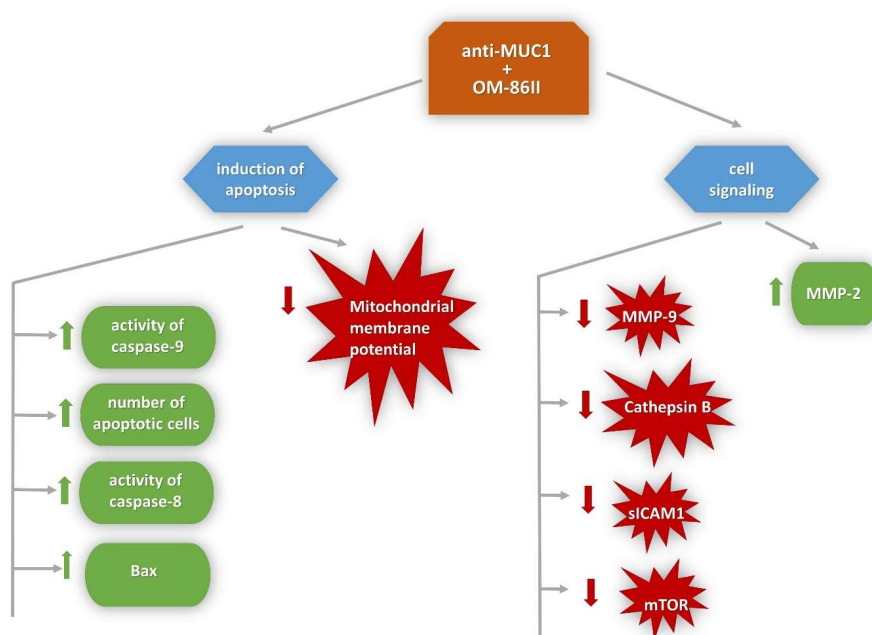 anti-MUC1
+
OM-86II
induction of
apoptosis
cell
signaling
Mitochondrial
membrane
potential
activity of
caspase-9
number of
apoptotic cells
activity of
caspase-8
Bax
MMP-2
MMP-9
Cathepsin B
sICAM1
mTOR